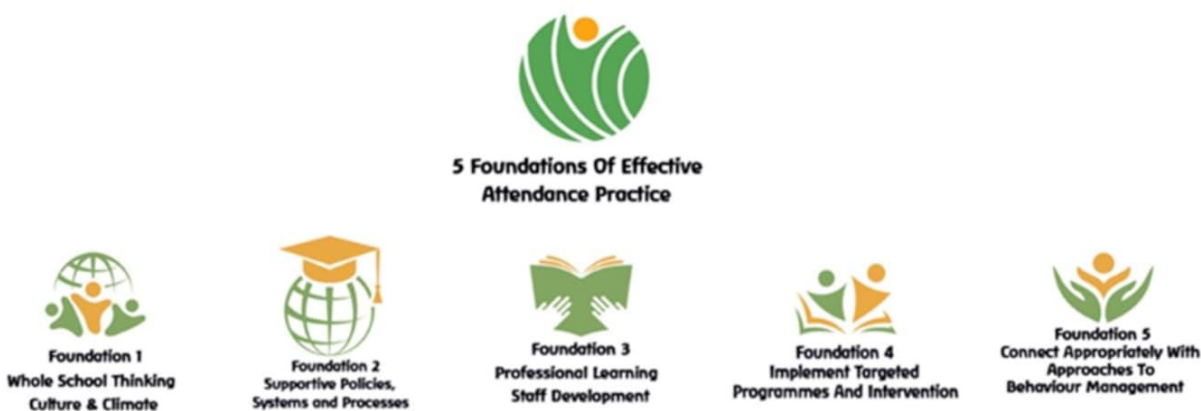 5 Foundations Of Effective
Attendance Practice
Foundation 1
Whole School Thinking
Culture & Climate
Foundation 2
Supportive Policies,
Systems and Processes
Foundation 3
Professional Learning
Staff Development
Foundation 4
Implement Targeted
Programmes And Intervention
Foundation 5
Connect Appropriately With
Approaches To
Behaviour Management